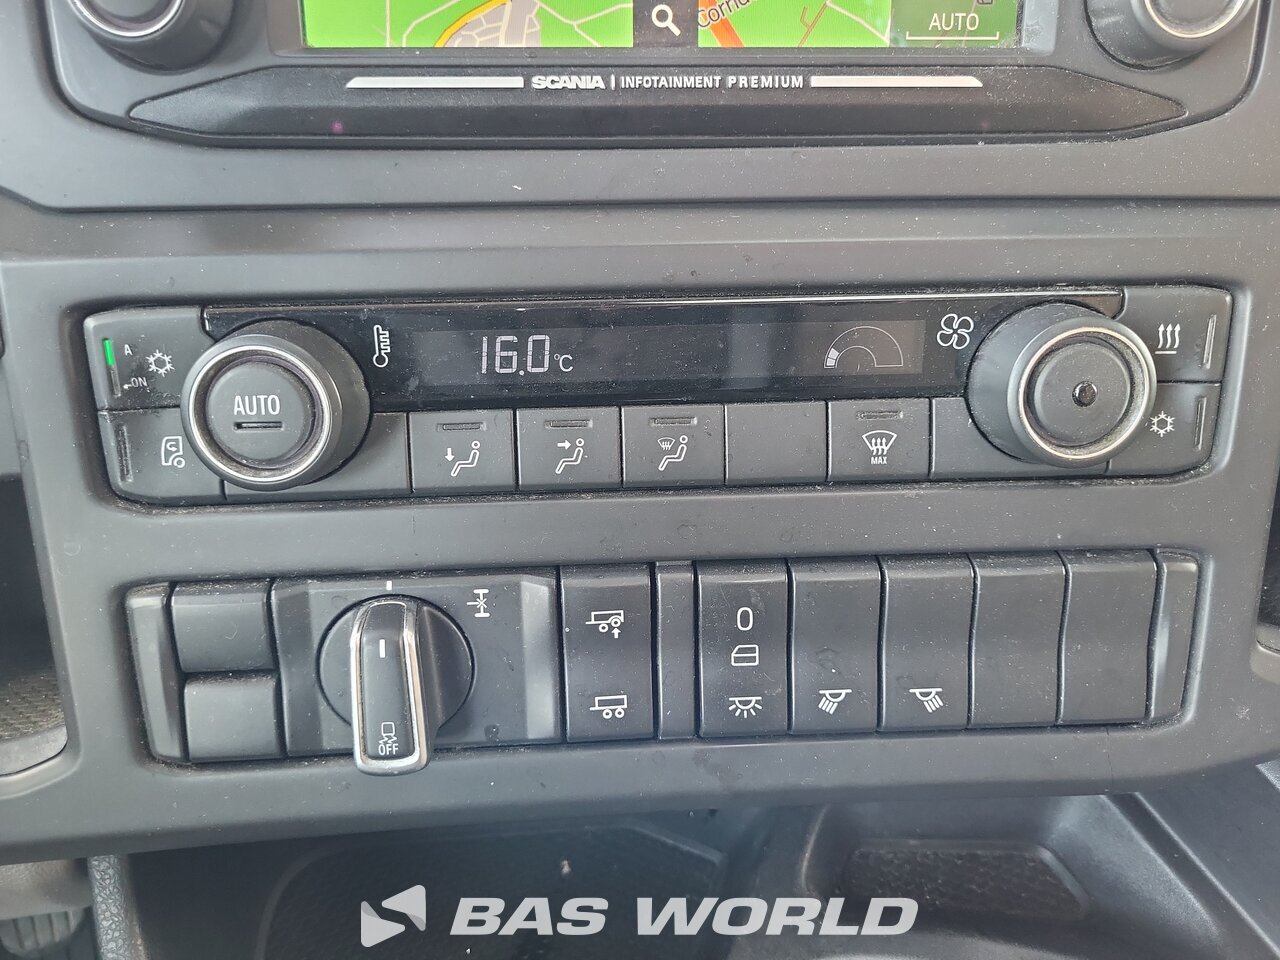 AUTO
SCANIA | INFOTAINMENT PREMIUM
A
ON
AUTO
16.0°C
MAX
0
OFF
BAS WORLD